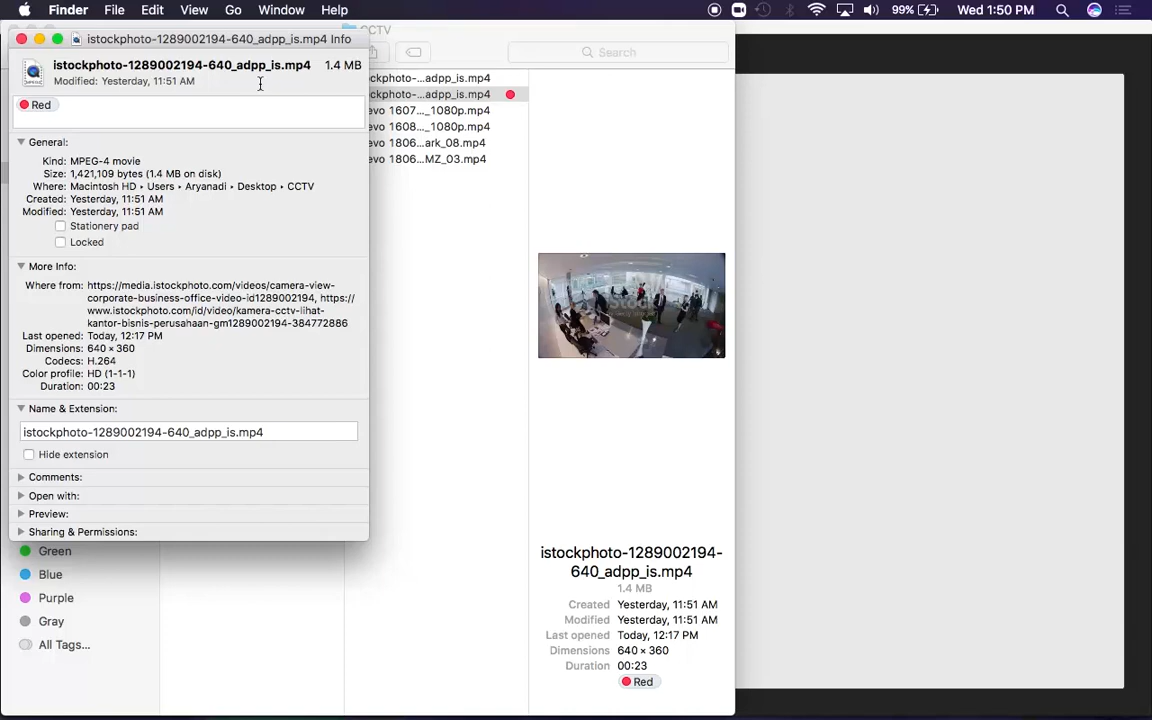 Finder File Edit View Go Window Help 99% Wed 1:50 PM
istockphoto-1289002194-640_adpp_is.mp4 Info
CCTV
istockphoto-1289002194-640_adpp_is.mp4 1.4 MB
Modified: Yesterday, 11:51 AM
Red
General:
Kind: MPEG-4 movie
Size: 1,421,109 bytes (1.4 MB on disk)
Where: Macintosh HD ▸ Users ▸ Aryanadi ▸ Desktop ▸ CCTV
Created: Yesterday, 11:51 AM
Modified: Yesterday, 11:51 AM
Stationery pad
Locked
More Info:
Where from: https://media.istockphoto.com/videos/camera-view-
corporate-business-office-video-id1289002194, https://
www.istockphoto.com/id/video/kamera-cctv-lihat-
kantor-bisnis-perusahaan-gm1289002194-384772886
Last opened: Today, 12:17 PM
Dimensions: 640 × 360
Codecs: H.264
Color profile: HD (1-1-1)
Duration: 00:23
Name & Extension:
istockphoto-1289002194-640_adpp_is.mp4
Hide extension
Comments:
Open with:
Preview:
Sharing & Permissions:
Green
Blue
Purple
Gray
All Tags...
Search
ckphoto-...adpp_is.mp4
ckphoto-...adpp_is.mp4
evo 1607..._1080p.mp4
evo 1608..._1080p.mp4
evo 1806...ark_08.mp4
evo 1806...MZ_03.mp4
istockphoto-1289002194-
640_adpp_is.mp4
1.4 MB
Created Yesterday, 11:51 AM
Modified Yesterday, 11:51 AM
Last opened Today, 12:17 PM
Dimensions 640 × 360
Duration 00:23
Red